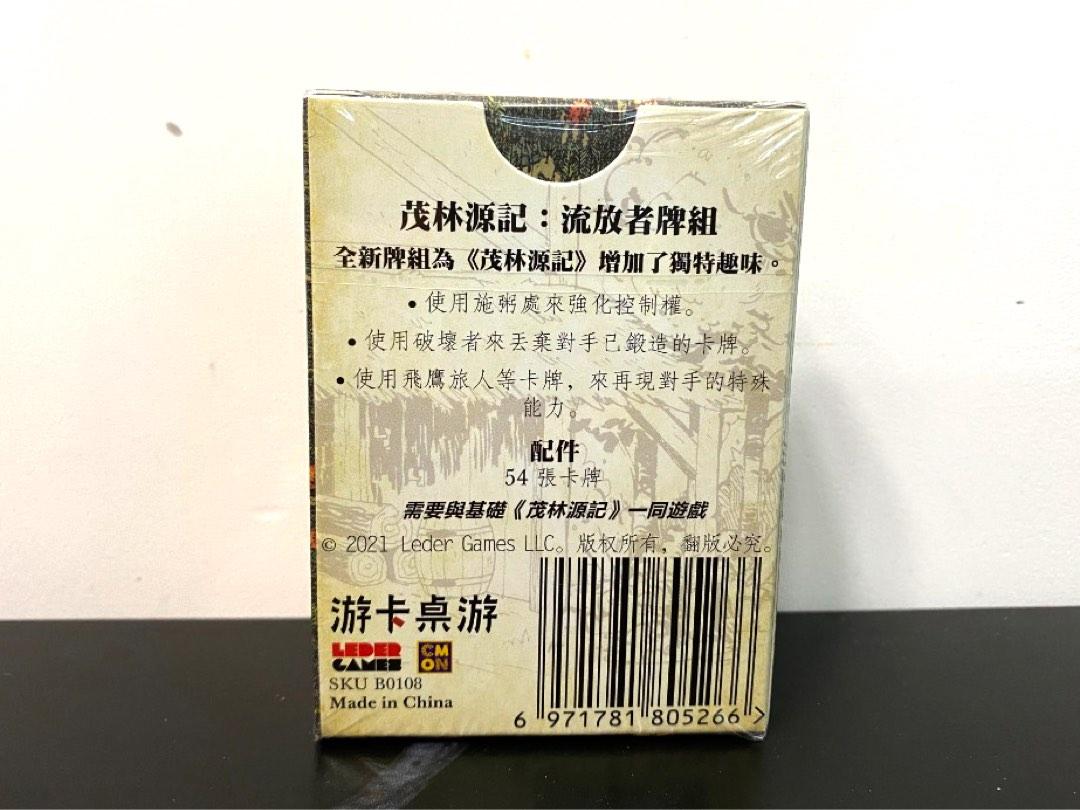 茂林源記：流放者牌組
全新牌組為《茂林源記》增加了獨特趣味。
• 使用施粥處來強化控制權。
• 使用破壞者來丟棄對手已鍛造的卡牌。
• 使用飛鷹旅人等卡牌，來再現對手的特殊
能力。
配件
54 張卡牌
需要與基礎《茂林源記》一同遊戲
© 2021 Leder Games LLC。版权所有，翻版必究。
游卡桌游
LEDER
GAMES
CM
ON
SKU B0108
Made in China
6 971781 805266 >